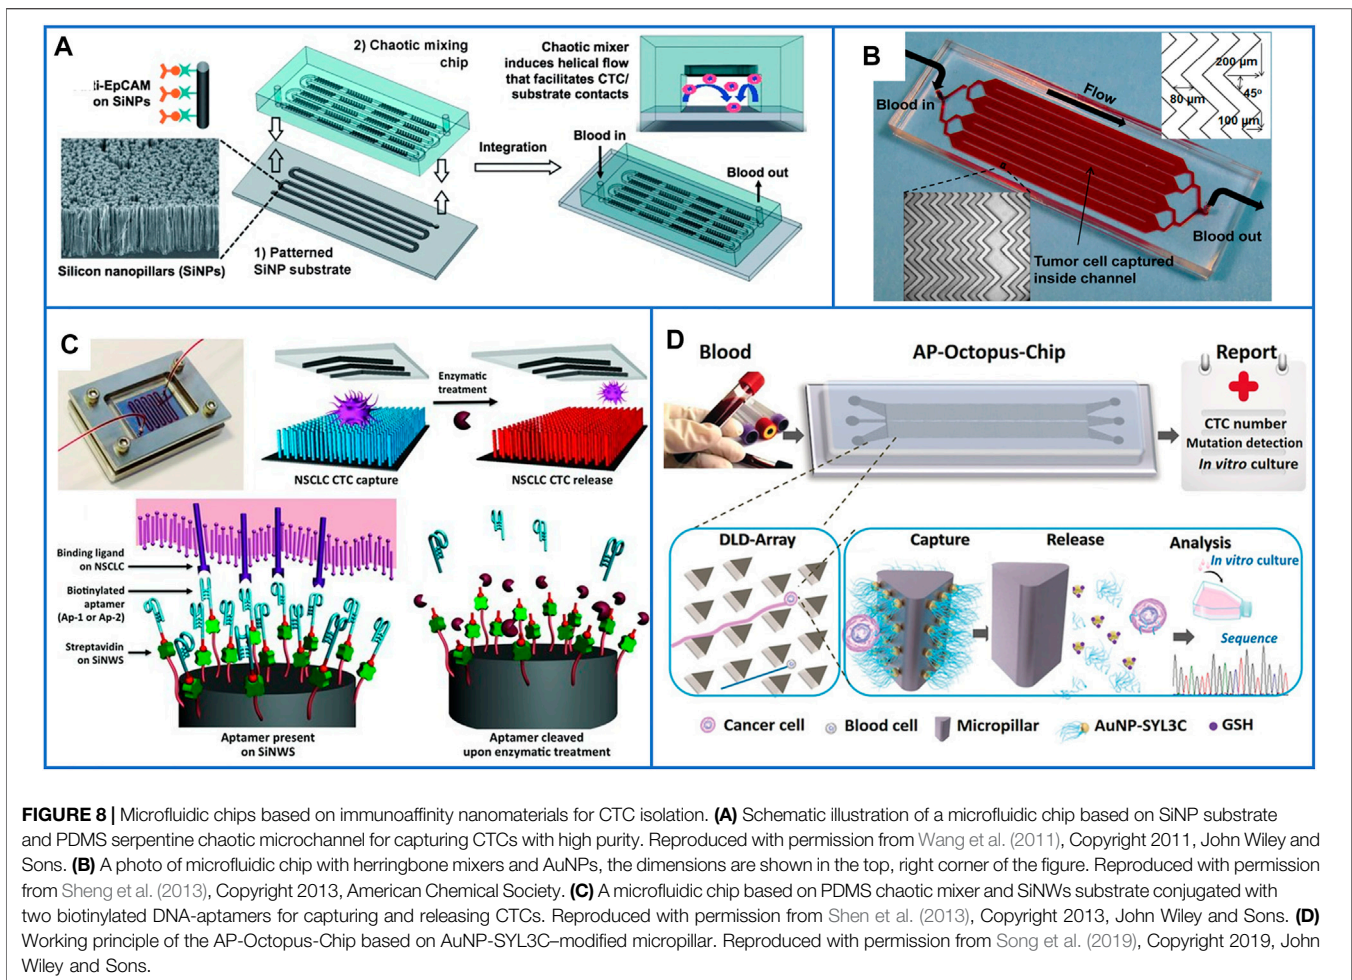 A
2) Chaotic mixing
chip
Chaotic mixer
induces helical flow
that facilitates CTC/
substrate contacts
ti-EpCAM
on SiNPs
Blood in
Integration
Blood out
1) Patterned
SiNP substrate
Silicon nanopillars (SiNPs)
B
Blood in
Flow
200 µm
80 µm
45º
100 µm
Blood out
Tumor cell captured
inside channel
C
Enzymatic
treatment
NSCLC CTC capture
NSCLC CTC release
Binding ligand
on NSCLC
Biotinylated
aptamer
(Ap-1 or Ap-2)
Streptavidin
on SiNWS
Aptamer present
on SiNWS
Aptamer cleaved
upon enzymatic treatment
D
Blood
AP-Octopus-Chip
Report
CTC number
Mutation detection
In vitro culture
DLD-Array
Capture
Release
Analysis
In vitro culture
Sequence
Cancer cell
Blood cell
Micropillar
AuNP-SYL3C
GSH
FIGURE 8 | Microfluidic chips based on immunoaffinity nanomaterials for CTC isolation. (A) Schematic illustration of a microfluidic chip based on SiNP substrate
and PDMS serpentine chaotic microchannel for capturing CTCs with high purity. Reproduced with permission from Wang et al. (2011), Copyright 2011, John Wiley and
Sons. (B) A photo of microfluidic chip with herringbone mixers and AuNPs, the dimensions are shown in the top, right corner of the figure. Reproduced with permission
from Sheng et al. (2013), Copyright 2013, American Chemical Society. (C) A microfluidic chip based on PDMS chaotic mixer and SiNWs substrate conjugated with
two biotinylated DNA-aptamers for capturing and releasing CTCs. Reproduced with permission from Shen et al. (2013), Copyright 2013, John Wiley and Sons. (D)
Working principle of the AP-Octopus-Chip based on AuNP-SYL3C–modified micropillar. Reproduced with permission from Song et al. (2019), Copyright 2019, John
Wiley and Sons.